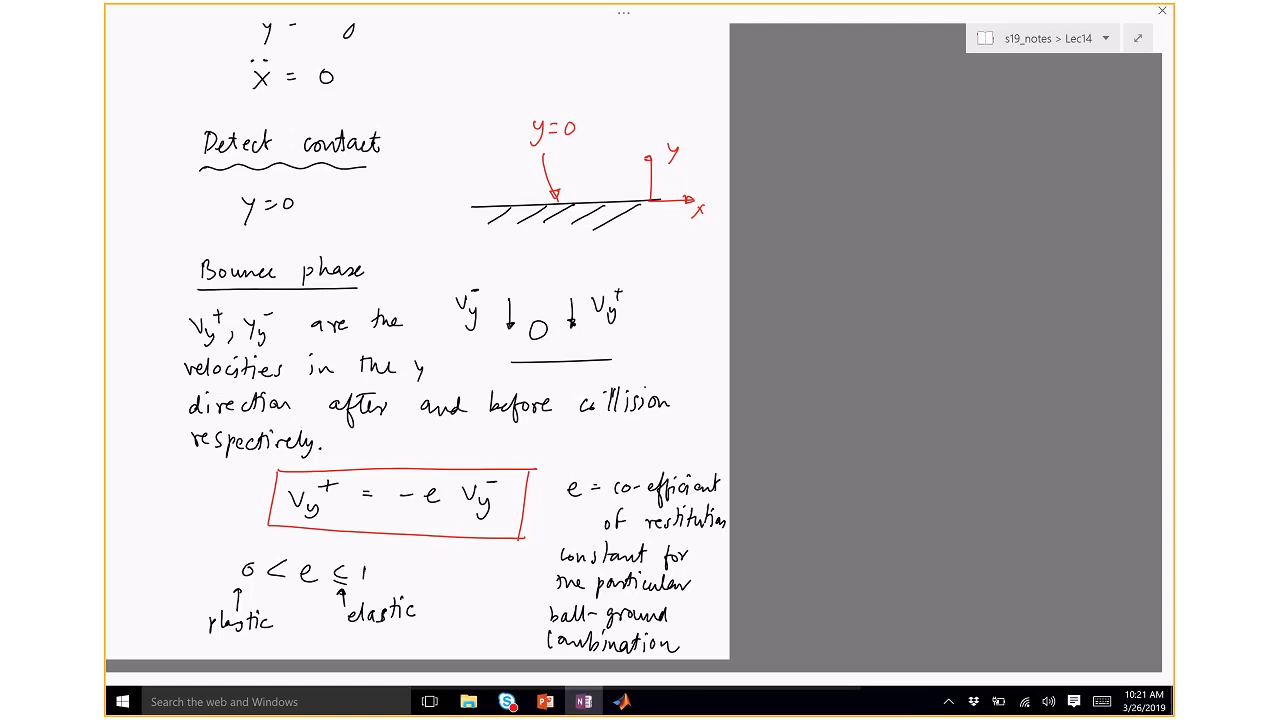 ...
s19_notes > Lec14
y = 0
ẍ = 0
Detect contact
y=0
y=0
y
x
Bounce phase
Vy⁻ Vy⁺
Vy⁺, Yy⁻ are the
velocities in the y
direction after and before collision
respectively.
Vy⁺ = -e Vy⁻
e = co-efficient
of restitution
constant for
the particular
ball-ground
combination
0 < e ≤ 1
plastic
elastic
Search the web and Windows
10:21 AM
3/26/2019